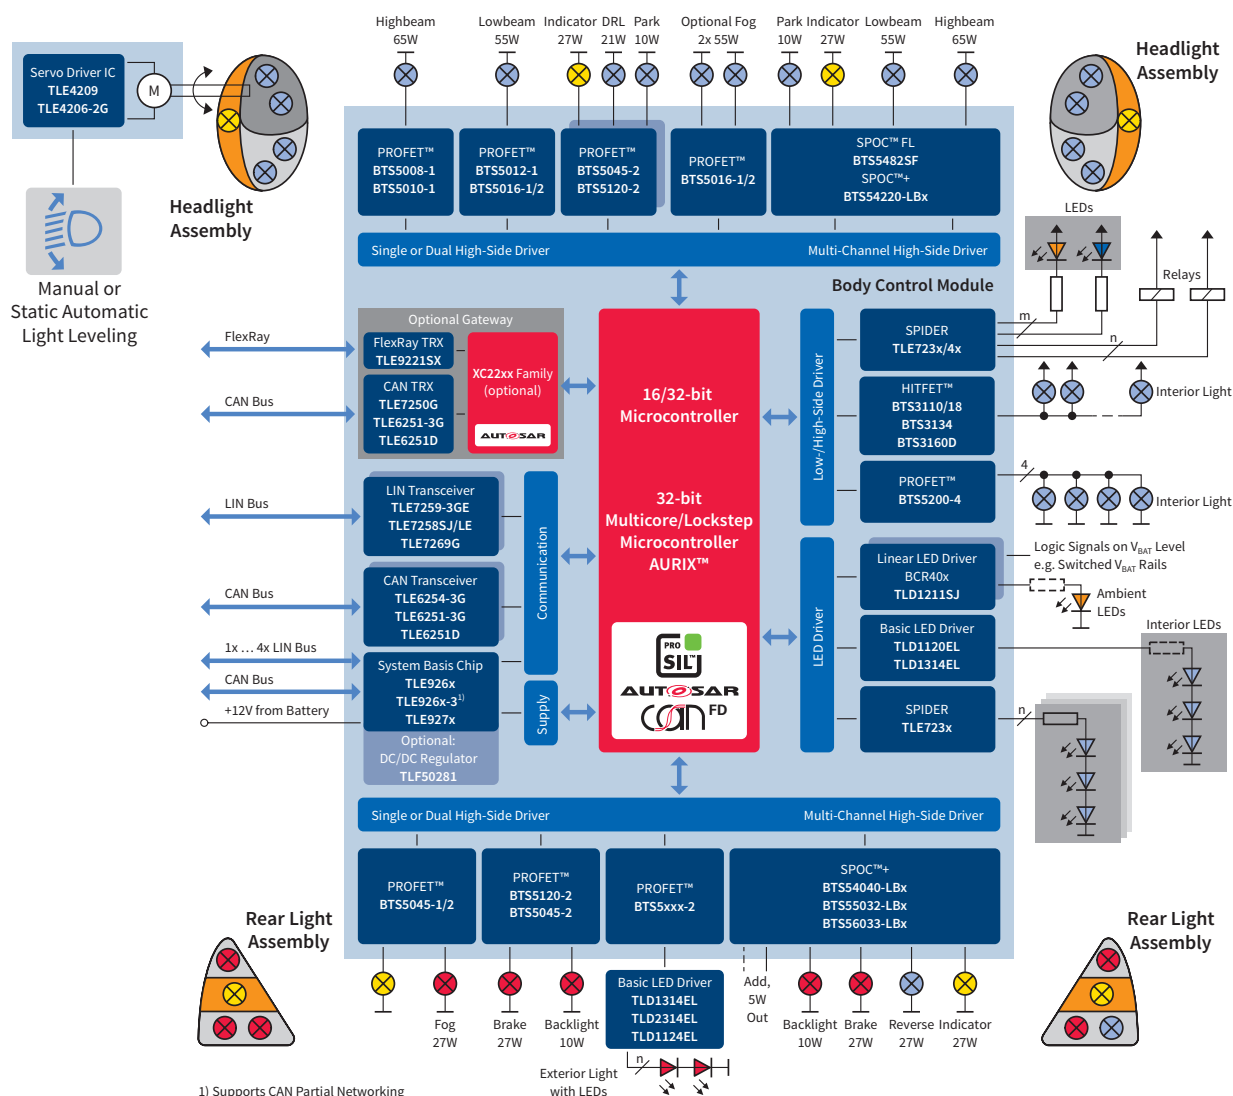 Highbeam
65W
Lowbeam
55W
Indicator
27W
DRL
21W
Park
10W
Optional Fog
2x 55W
Park
10W
Indicator
27W
Lowbeam
55W
Highbeam
65W
Servo Driver IC
TLE4209
TLE4206-2G
M
Headlight
Assembly
Headlight
Assembly
Manual or
Static Automatic
Light Leveling
PROFET™
BTS5008-1
BTS5010-1
PROFET™
BTS5012-1
BTS5016-1/2
PROFET™
BTS5045-2
BTS5120-2
PROFET™
BTS5016-1/2
SPOC™ FL
BTS5482SF
SPOC™+
BTS54220-LBx
Single or Dual High-Side Driver
Multi-Channel High-Side Driver
Body Control Module
LEDs
Relays
m
n
Optional Gateway
FlexRay
FlexRay TRX
TLE9221SX
CAN Bus
CAN TRX
TLE7250G
TLE6251-3G
TLE6251D
XC22xx Family
(optional)
AUTOSAR
16/32-bit
Microcontroller
32-bit
Multicore/Lockstep
Microcontroller
AURIX™
PRO
SIL™
AUTOSAR
CAN FD
Low-/High-Side Driver
SPIDER
TLE723x/4x
HITFET™
BTS3110/18
BTS3134
BTS3160D
PROFET™
BTS5200-4
Interior Light
4
Interior Light
LIN Bus
LIN Transceiver
TLE7259-3GE
TLE7258SJ/LE
TLE7269G
CAN Bus
CAN Transceiver
TLE6254-3G
TLE6251-3G
TLE6251D
Communication
1x … 4x LIN Bus
CAN Bus
+12V from Battery
System Basis Chip
TLE926x
TLE926x-3¹⁾
TLE927x
Supply
Optional:
DC/DC Regulator
TLF50281
LED Driver
Linear LED Driver
BCR40x
TLD1211SJ
Basic LED Driver
TLD1120EL
TLD1314EL
SPIDER
TLE723x
Logic Signals on VBAT Level
e.g. Switched VBAT Rails
Ambient
LEDs
Interior LEDs
n
Single or Dual High-Side Driver
Multi-Channel High-Side Driver
PROFET™
BTS5045-1/2
PROFET™
BTS5120-2
BTS5045-2
PROFET™
BTS5xxx-2
SPOC™+
BTS54040-LBx
BTS55032-LBx
BTS56033-LBx
Rear Light
Assembly
Rear Light
Assembly
Fog
27W
Brake
27W
Backlight
10W
Basic LED Driver
TLD1314EL
TLD2314EL
TLD1124EL
Add,
5W
Out
Backlight
10W
Brake
27W
Reverse
27W
Indicator
27W
n
Exterior Light
with LEDs
1) Supports CAN Partial Networking